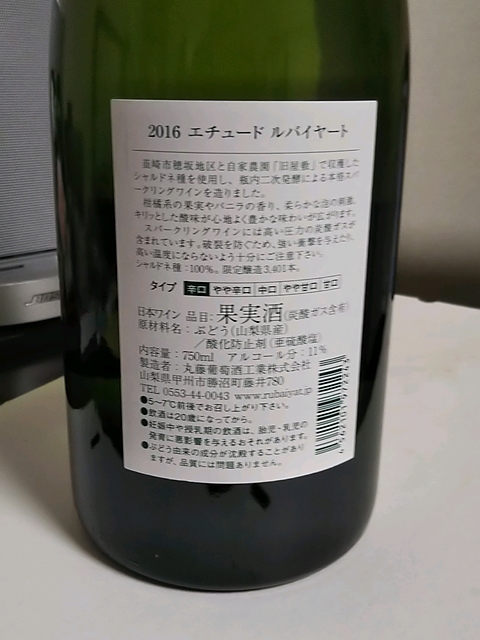 2016 エチュード ルバイヤート
韮崎市穂坂地区と自家農園「旧屋敷」で収穫した
シャルドネ種を使用し、瓶内二次発酵による本格スパ
ークリングワインを造りました。
柑橘系の果実やバニラの香り、柔らかな泡の刺激、
キリッとした酸味が心地よく豊かな味わいが広がります。
スパークリングワインには高い圧力の炭酸ガスが
含まれています。破裂を防ぐため、強い衝撃を与えたり、
高い温度にならないよう十分にご注意下さい。
シャルドネ種:100%。限定醸造3,401本。
タイプ 辛口 やや辛口 中口 やや甘口 甘口
日本ワイン 品目:果実酒(炭酸ガス含有)
原材料名:ぶどう(山梨県産)
/酸化防止剤(亜硫酸塩)
内容量:750ml アルコール分:11%
製造者:丸藤葡萄酒工業株式会社
山梨県甲州市勝沼町藤井780
TEL 0553-44-0043 www.rubaiyat.jp
●5~7℃前後でお召し上がり下さい。
●飲酒は20歳になってから。
●妊娠中や授乳期の飲酒は、胎児・乳児の
発育に悪影響を与えるおそれがあります。
●ぶどう由来の成分が沈殿することがあり
ますが、品質には問題ありません。